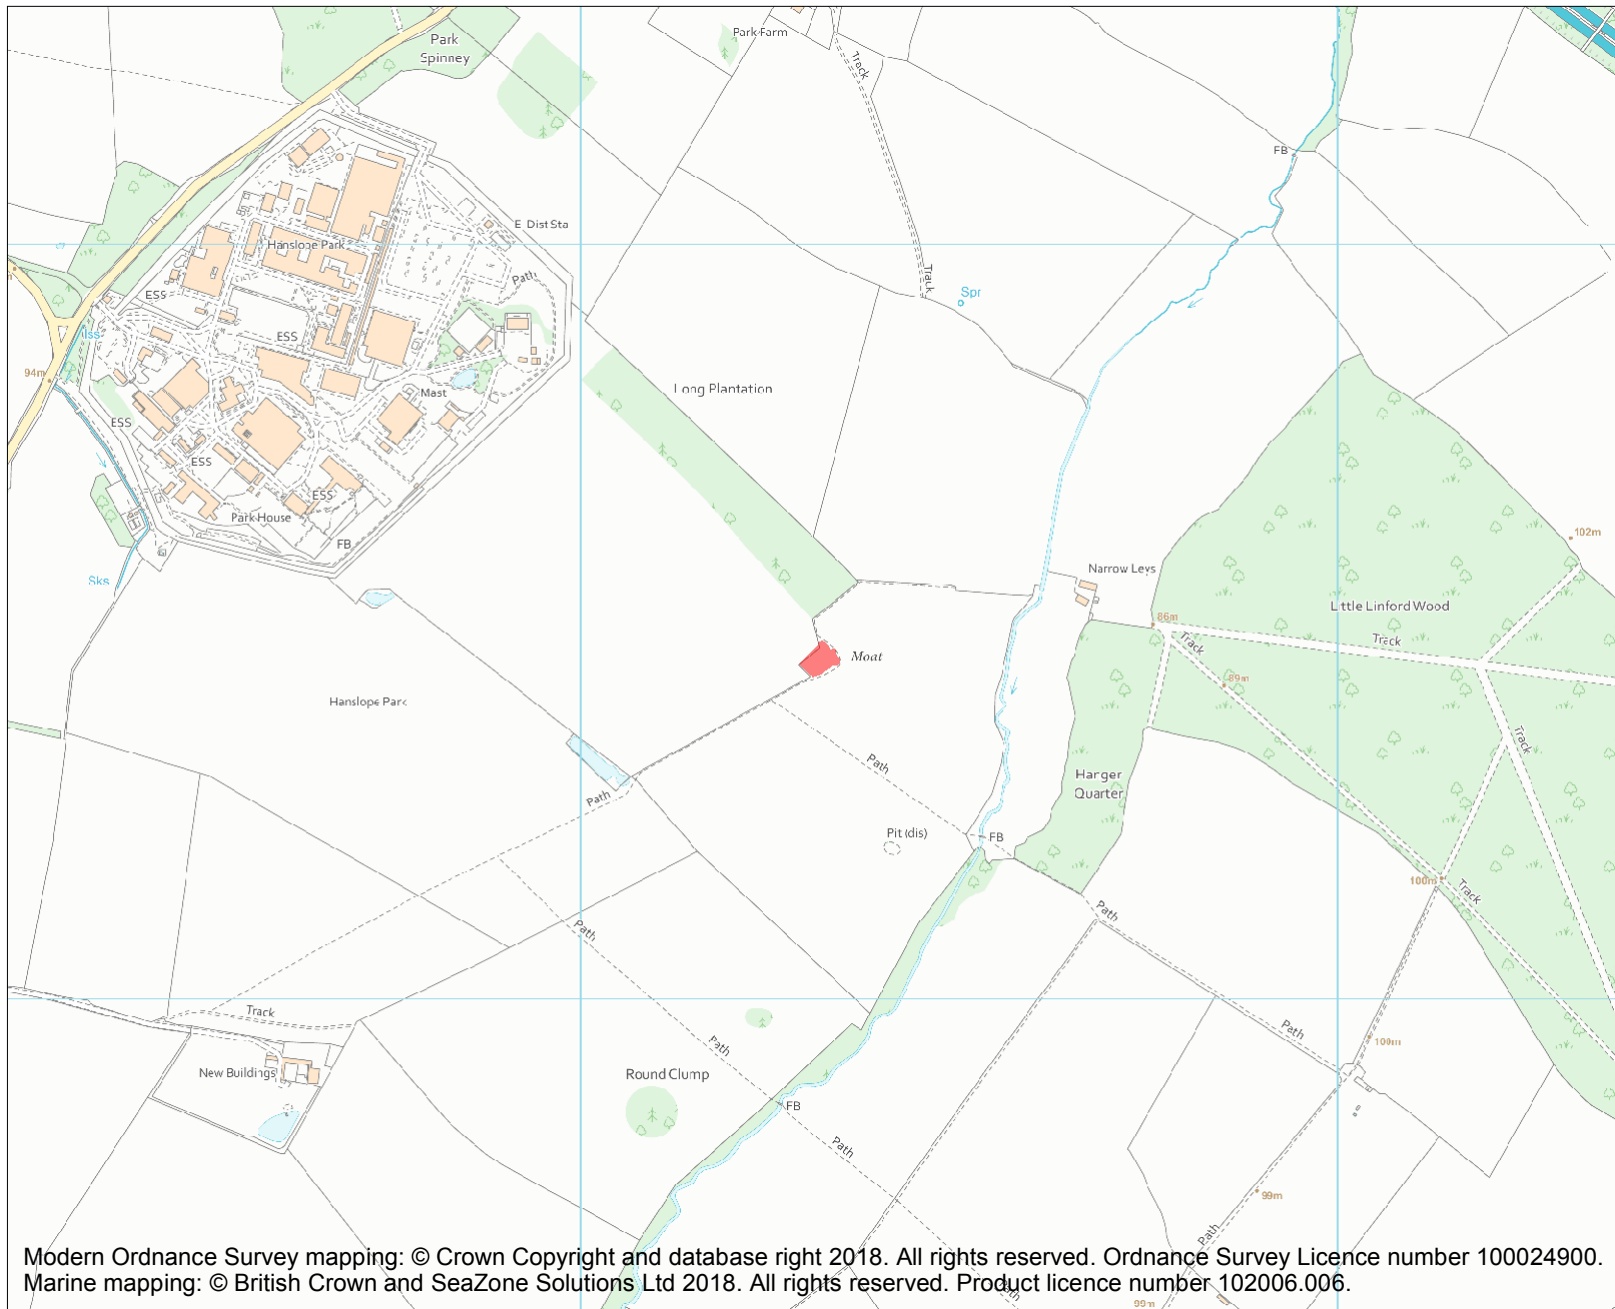 Park Farm
Park
Spinney
Track
FB
E Dist Sta
Hanslope Park
Path
Track
Spr
ESS
ESS
Iss
94m
Long Plantation
Mast
ESS
ESS
ESS
Park House
FB
102m
Sks
Narrow Leys
Little Linford Wood
86m
Track
Track
Moat
89m
Hanslope Park
Track
Path
Hanger
Quarter
Path
Pit (dis)
FB
100m
Track
Path
Path
Track
Path
Path
100m
New Buildings
Round Clump
FB
Path
99m
Path
Modern Ordnance Survey mapping: © Crown Copyright and database right 2018. All rights reserved. Ordnance Survey Licence number 100024900.
Marine mapping: © British Crown and SeaZone Solutions Ltd 2018. All rights reserved. Product licence number 102006.006.
Path
99m